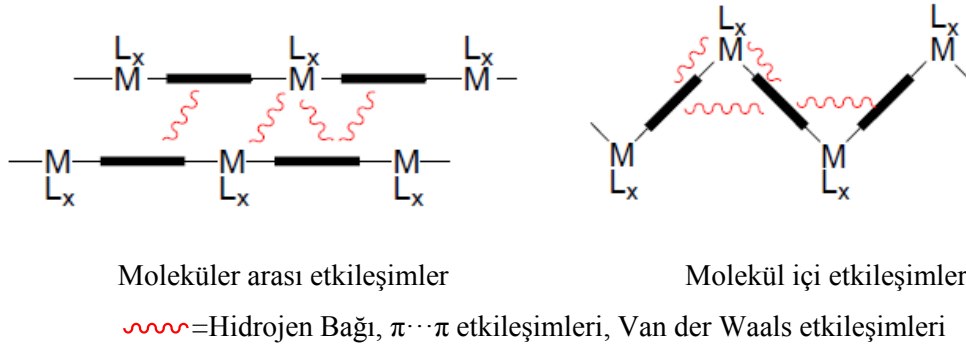 Lx Lx Lx Lx
M M M M M
M M M M M
Lx Lx Lx Lx Lx
Moleküler arası etkileşimler Molekül içi etkileşimler
=Hidrojen Bağı, π···π etkileşimleri, Van der Waals etkileşimleri